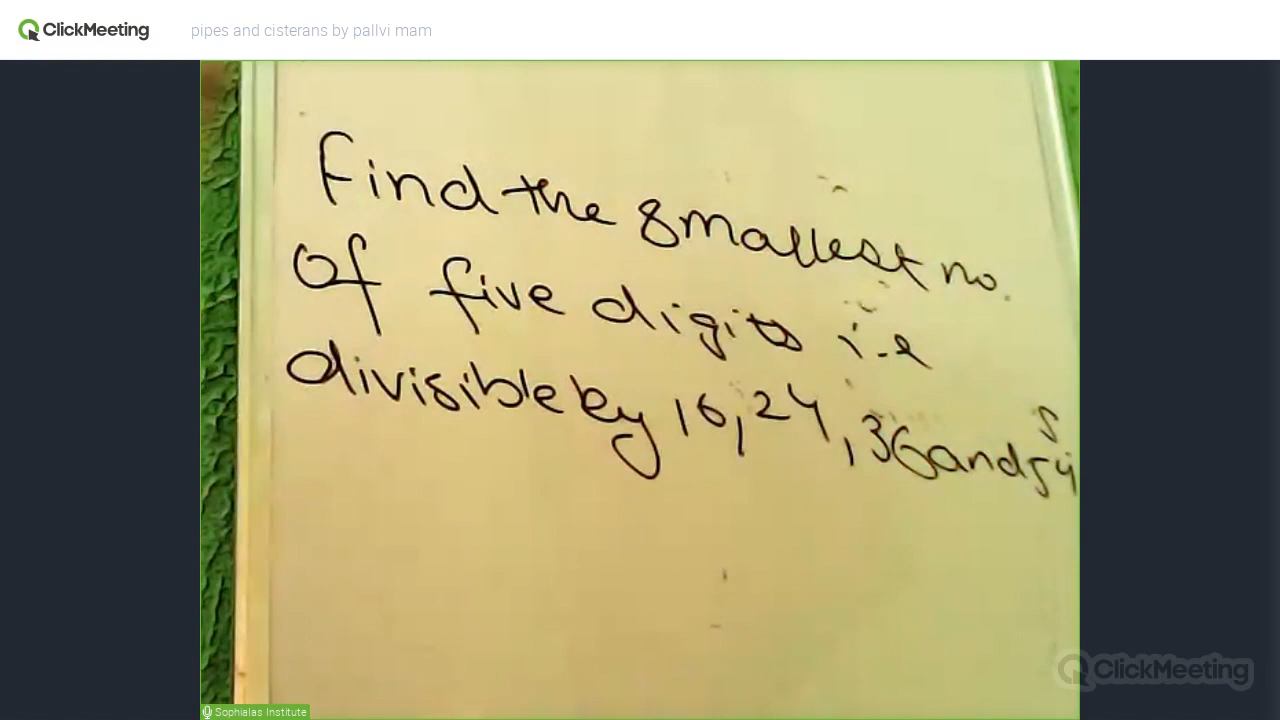 ClickMeeting
pipes and cisterans by pallvi mam
Find the smallest no.
of five digits i.e
divisible by 16, 24, 36 and 54
Sophialas Institute
ClickMeeting